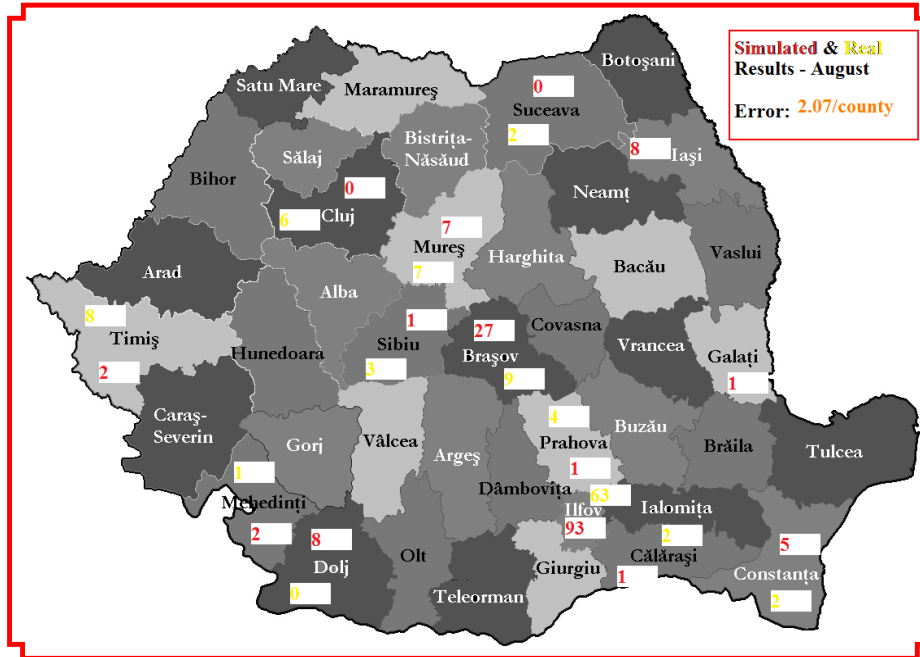 Simulated & Real
Results - August
Error: 2.07/county
Botoşani
Satu Mare
Maramureş
0
Suceava
2
8
Iaşi
Bistriţa-
Năsăud
Sălaj
Bihor
0
6
Cluj
Neamţ
7
Mureş
7
Harghita
Bacău
Vaslui
Arad
Alba
8
Timiş
2
Hunedoara
1
Sibiu
3
27
Braşov
9
Covasna
Vrancea
Galaţi
1
Caraş-
Severin
Gorj
Vâlcea
Argeş
4
Prahova
1
Buzău
Brăila
Tulcea
1
Mehedinţi
2
8
Dolj
0
Olt
Dâmboviţa
63
Ilfov
93
Ialomiţa
2
Călăraşi
1
5
Constanţa
2
Giurgiu
Teleorman